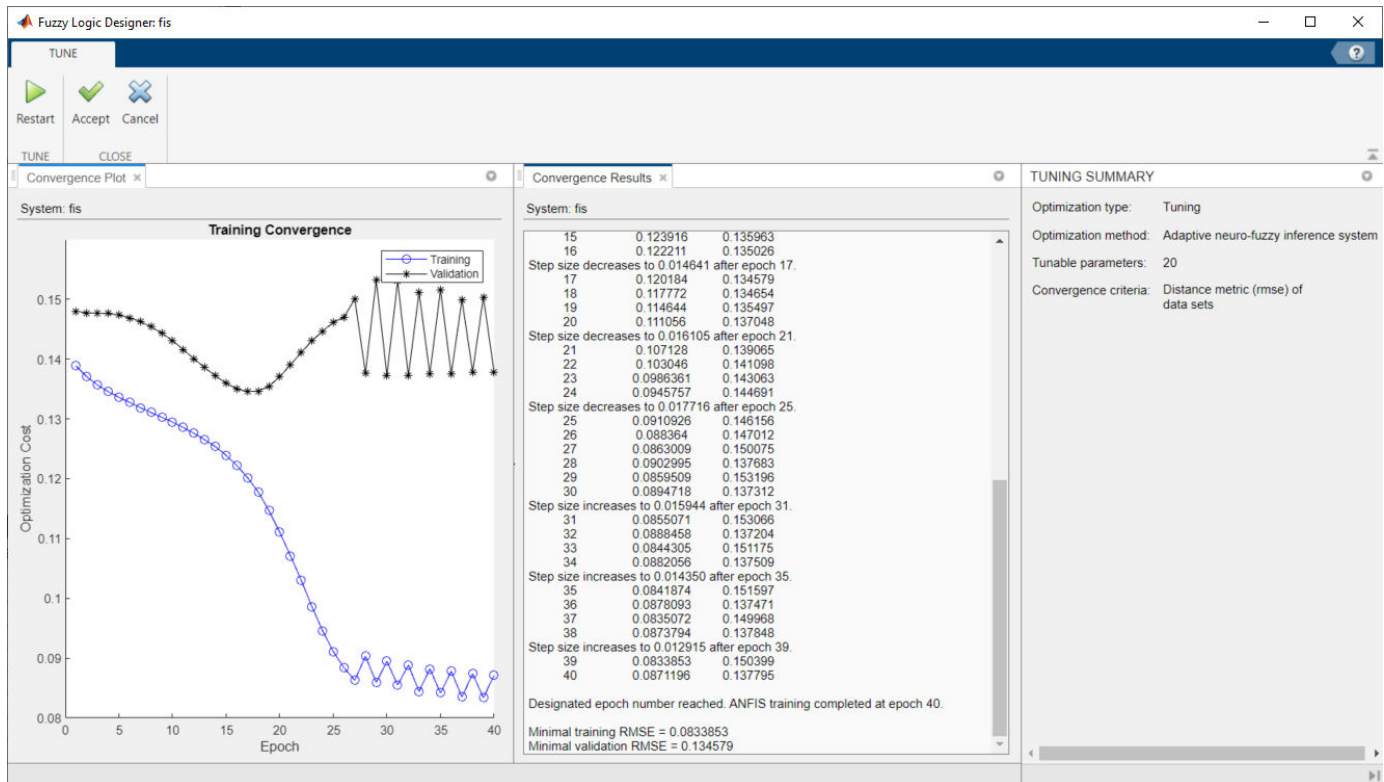 Fuzzy Logic Designer: fis
TUNE
Restart Accept Cancel
TUNE CLOSE
Convergence Plot
System: fis
Training Convergence
Training
Validation
Optimization Cost
0.15
0.14
0.13
0.12
0.11
0.1
0.09
0.08
0 5 10 15 20 25 30 35 40
Epoch
Convergence Results
System: fis
15 0.123916 0.135963
16 0.122211 0.135026
Step size decreases to 0.014641 after epoch 17.
17 0.120184 0.134579
18 0.117772 0.134654
19 0.114644 0.135497
20 0.111056 0.137048
Step size decreases to 0.016105 after epoch 21.
21 0.107128 0.139065
22 0.103046 0.141098
23 0.0986361 0.143063
24 0.0945757 0.144691
Step size decreases to 0.017716 after epoch 25.
25 0.0910926 0.146156
26 0.088364 0.147012
27 0.0863009 0.150075
28 0.0902995 0.137683
29 0.0859509 0.153196
30 0.0894718 0.137312
Step size increases to 0.015944 after epoch 31.
31 0.0855071 0.153066
32 0.0888458 0.137204
33 0.0844305 0.151175
34 0.0882056 0.137509
Step size increases to 0.014350 after epoch 35.
35 0.0841874 0.151597
36 0.0878093 0.137471
37 0.0835072 0.149968
38 0.0873794 0.137848
Step size increases to 0.012915 after epoch 39.
39 0.0833853 0.150399
40 0.0871196 0.137795
Designated epoch number reached. ANFIS training completed at epoch 40.
Minimal training RMSE = 0.0833853
Minimal validation RMSE = 0.134579
TUNING SUMMARY
Optimization type: Tuning
Optimization method: Adaptive neuro-fuzzy inference system
Tunable parameters: 20
Convergence criteria: Distance metric (rmse) of
data sets